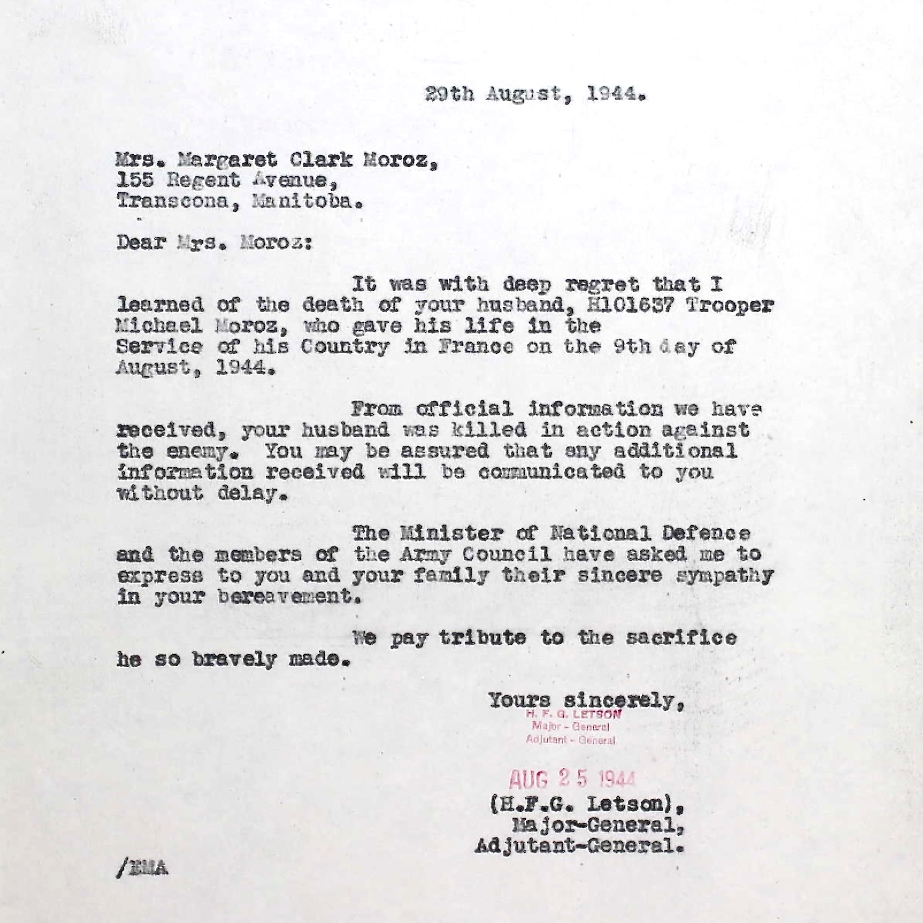 29th August, 1944.
Mrs. Margaret Clark Moroz,
155 Regent Avenue,
Transcona, Manitoba.
Dear Mrs. Moroz:
It was with deep regret that I
learned of the death of your husband, H101637 Trooper
Michael Moroz, who gave his life in the
Service of his Country in France on the 9th day of
August, 1944.
From official information we have
received, your husband was killed in action against
the enemy. You may be assured that any additional
information received will be communicated to you
without delay.
The Minister of National Defence
and the members of the Army Council have asked me to
express to you and your family their sincere sympathy
in your bereavement.
We pay tribute to the sacrifice
he so bravely made.
Yours sincerely,
H. F. G. LETSON
Major - General
Adjutant - General
AUG 25 1944
(H.F.G. Letson),
Major-General,
Adjutant-General.
/EMA